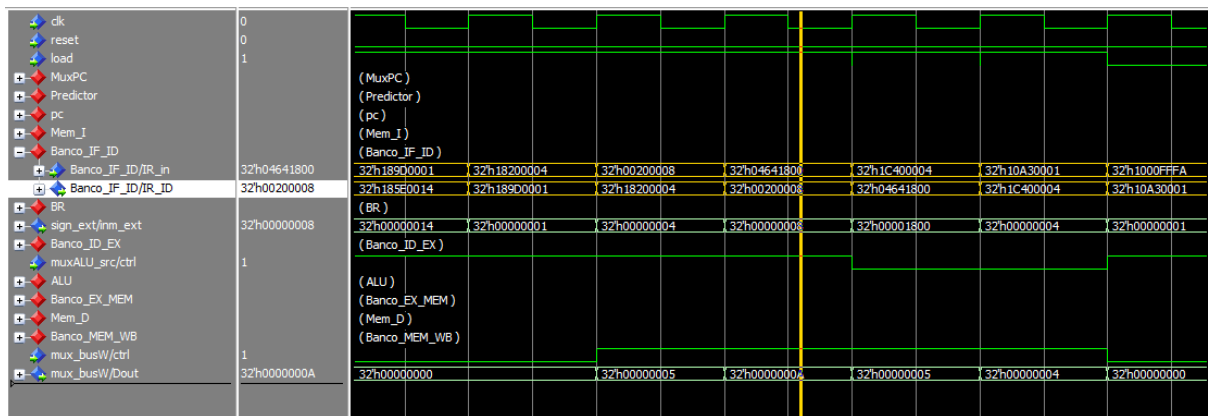 clk 0
reset 0
load 1
MuxPC (MuxPC)
Predictor (Predictor)
pc (pc)
Mem_I (Mem_I)
Banco_IF_ID (Banco_IF_ID)
Banco_IF_ID/IR_in 32'h04641800 32'h189D0001 32'h18200004 32'h00200008 32'h04641800 32'h1C400004 32'h10A30001 32'h1000FFFA
Banco_IF_ID/IR_ID 32'h00200008 32'h185E0014 32'h189D0001 32'h18200004 32'h00200008 32'h04641800 32'h1C400004 32'h10A30001
BR (BR)
sign_ext/inm_ext 32'h00000008 32'h00000014 32'h00000001 32'h00000004 32'h00000008 32'h00001800 32'h00000004 32'h00000001
Banco_ID_EX (Banco_ID_EX)
muxALU_src/ctrl 1
ALU (ALU)
Banco_EX_MEM (Banco_EX_MEM)
Mem_D (Mem_D)
Banco_MEM_WB (Banco_MEM_WB)
mux_busW/ctrl 1
mux_busW/Dout 32'h0000000A 32'h00000000 32'h00000005 32'h0000000A 32'h00000005 32'h00000004 32'h00000000